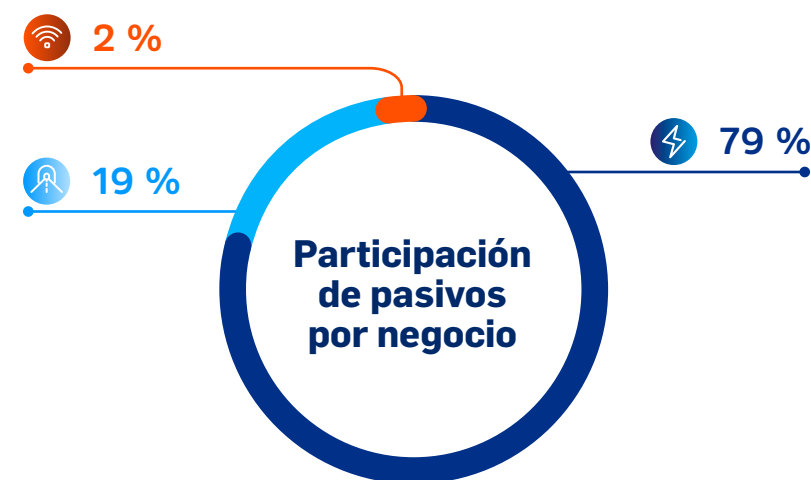 2 %
79 %
19 %
Participación
de pasivos
por negocio